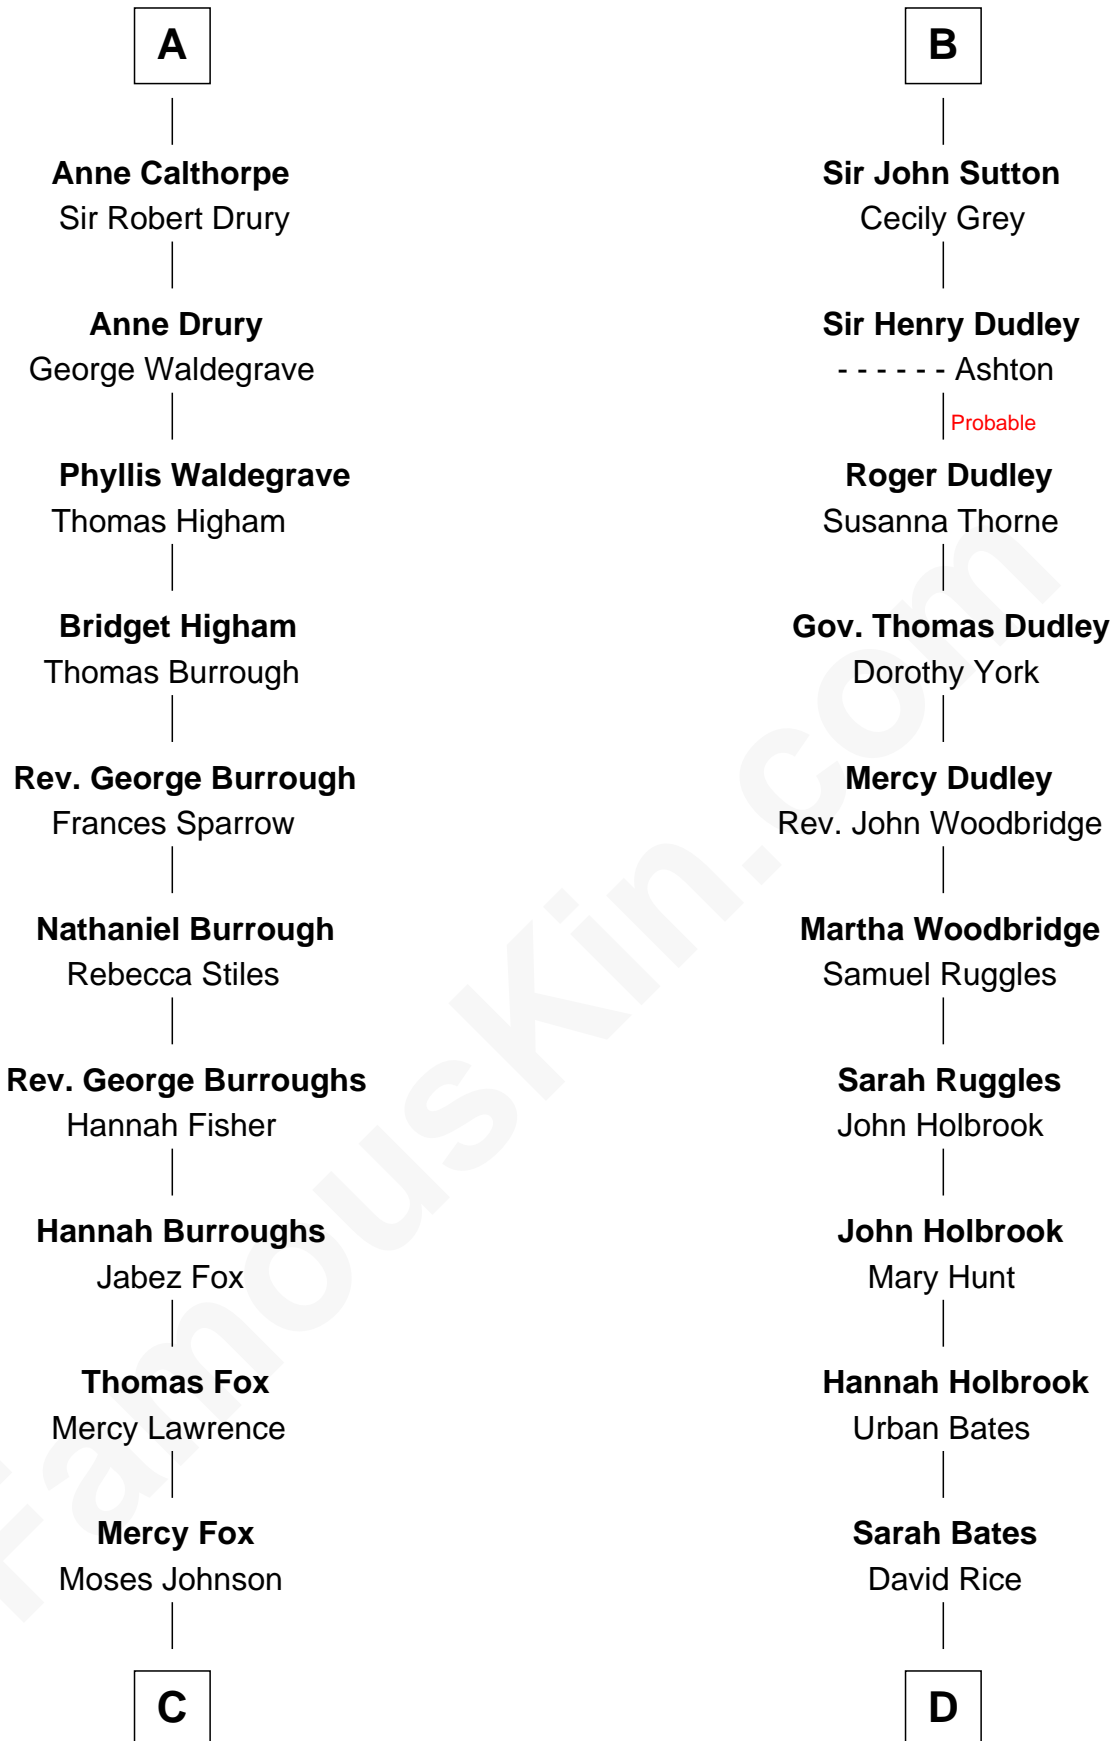 A
Anne Calthorpe
Sir Robert Drury
Anne Drury
George Waldegrave
Phyllis Waldegrave
Thomas Higham
Bridget Higham
Thomas Burrough
Rev. George Burrough
Frances Sparrow
Nathaniel Burrough
Rebecca Stiles
Rev. George Burroughs
Hannah Fisher
Hannah Burroughs
Jabez Fox
Thomas Fox
Mercy Lawrence
Mercy Fox
Moses Johnson
C
B
Sir John Sutton
Cecily Grey
Sir Henry Dudley
- - - - - - Ashton
Probable
Roger Dudley
Susanna Thorne
Gov. Thomas Dudley
Dorothy York
Mercy Dudley
Rev. John Woodbridge
Martha Woodbridge
Samuel Ruggles
Sarah Ruggles
John Holbrook
John Holbrook
Mary Hunt
Hannah Holbrook
Urban Bates
Sarah Bates
David Rice
D
FamousKin.com